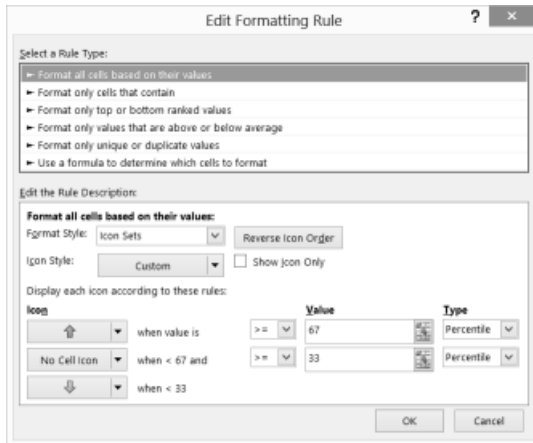 Edit Formatting Rule ? ×
Select a Rule Type:
► Format all cells based on their values
► Format only cells that contain
► Format only top or bottom ranked values
► Format only values that are above or below average
► Format only unique or duplicate values
► Use a formula to determine which cells to format
Edit the Rule Description:
Format all cells based on their values:
Format Style: Icon Sets Reverse Icon Order
Icon Style: Custom Show Icon Only
Display each icon according to these rules:
Icon Value Type
when value is >= 67 Percentile
No Cell Icon when < 67 and >= 33 Percentile
when < 33
OK Cancel